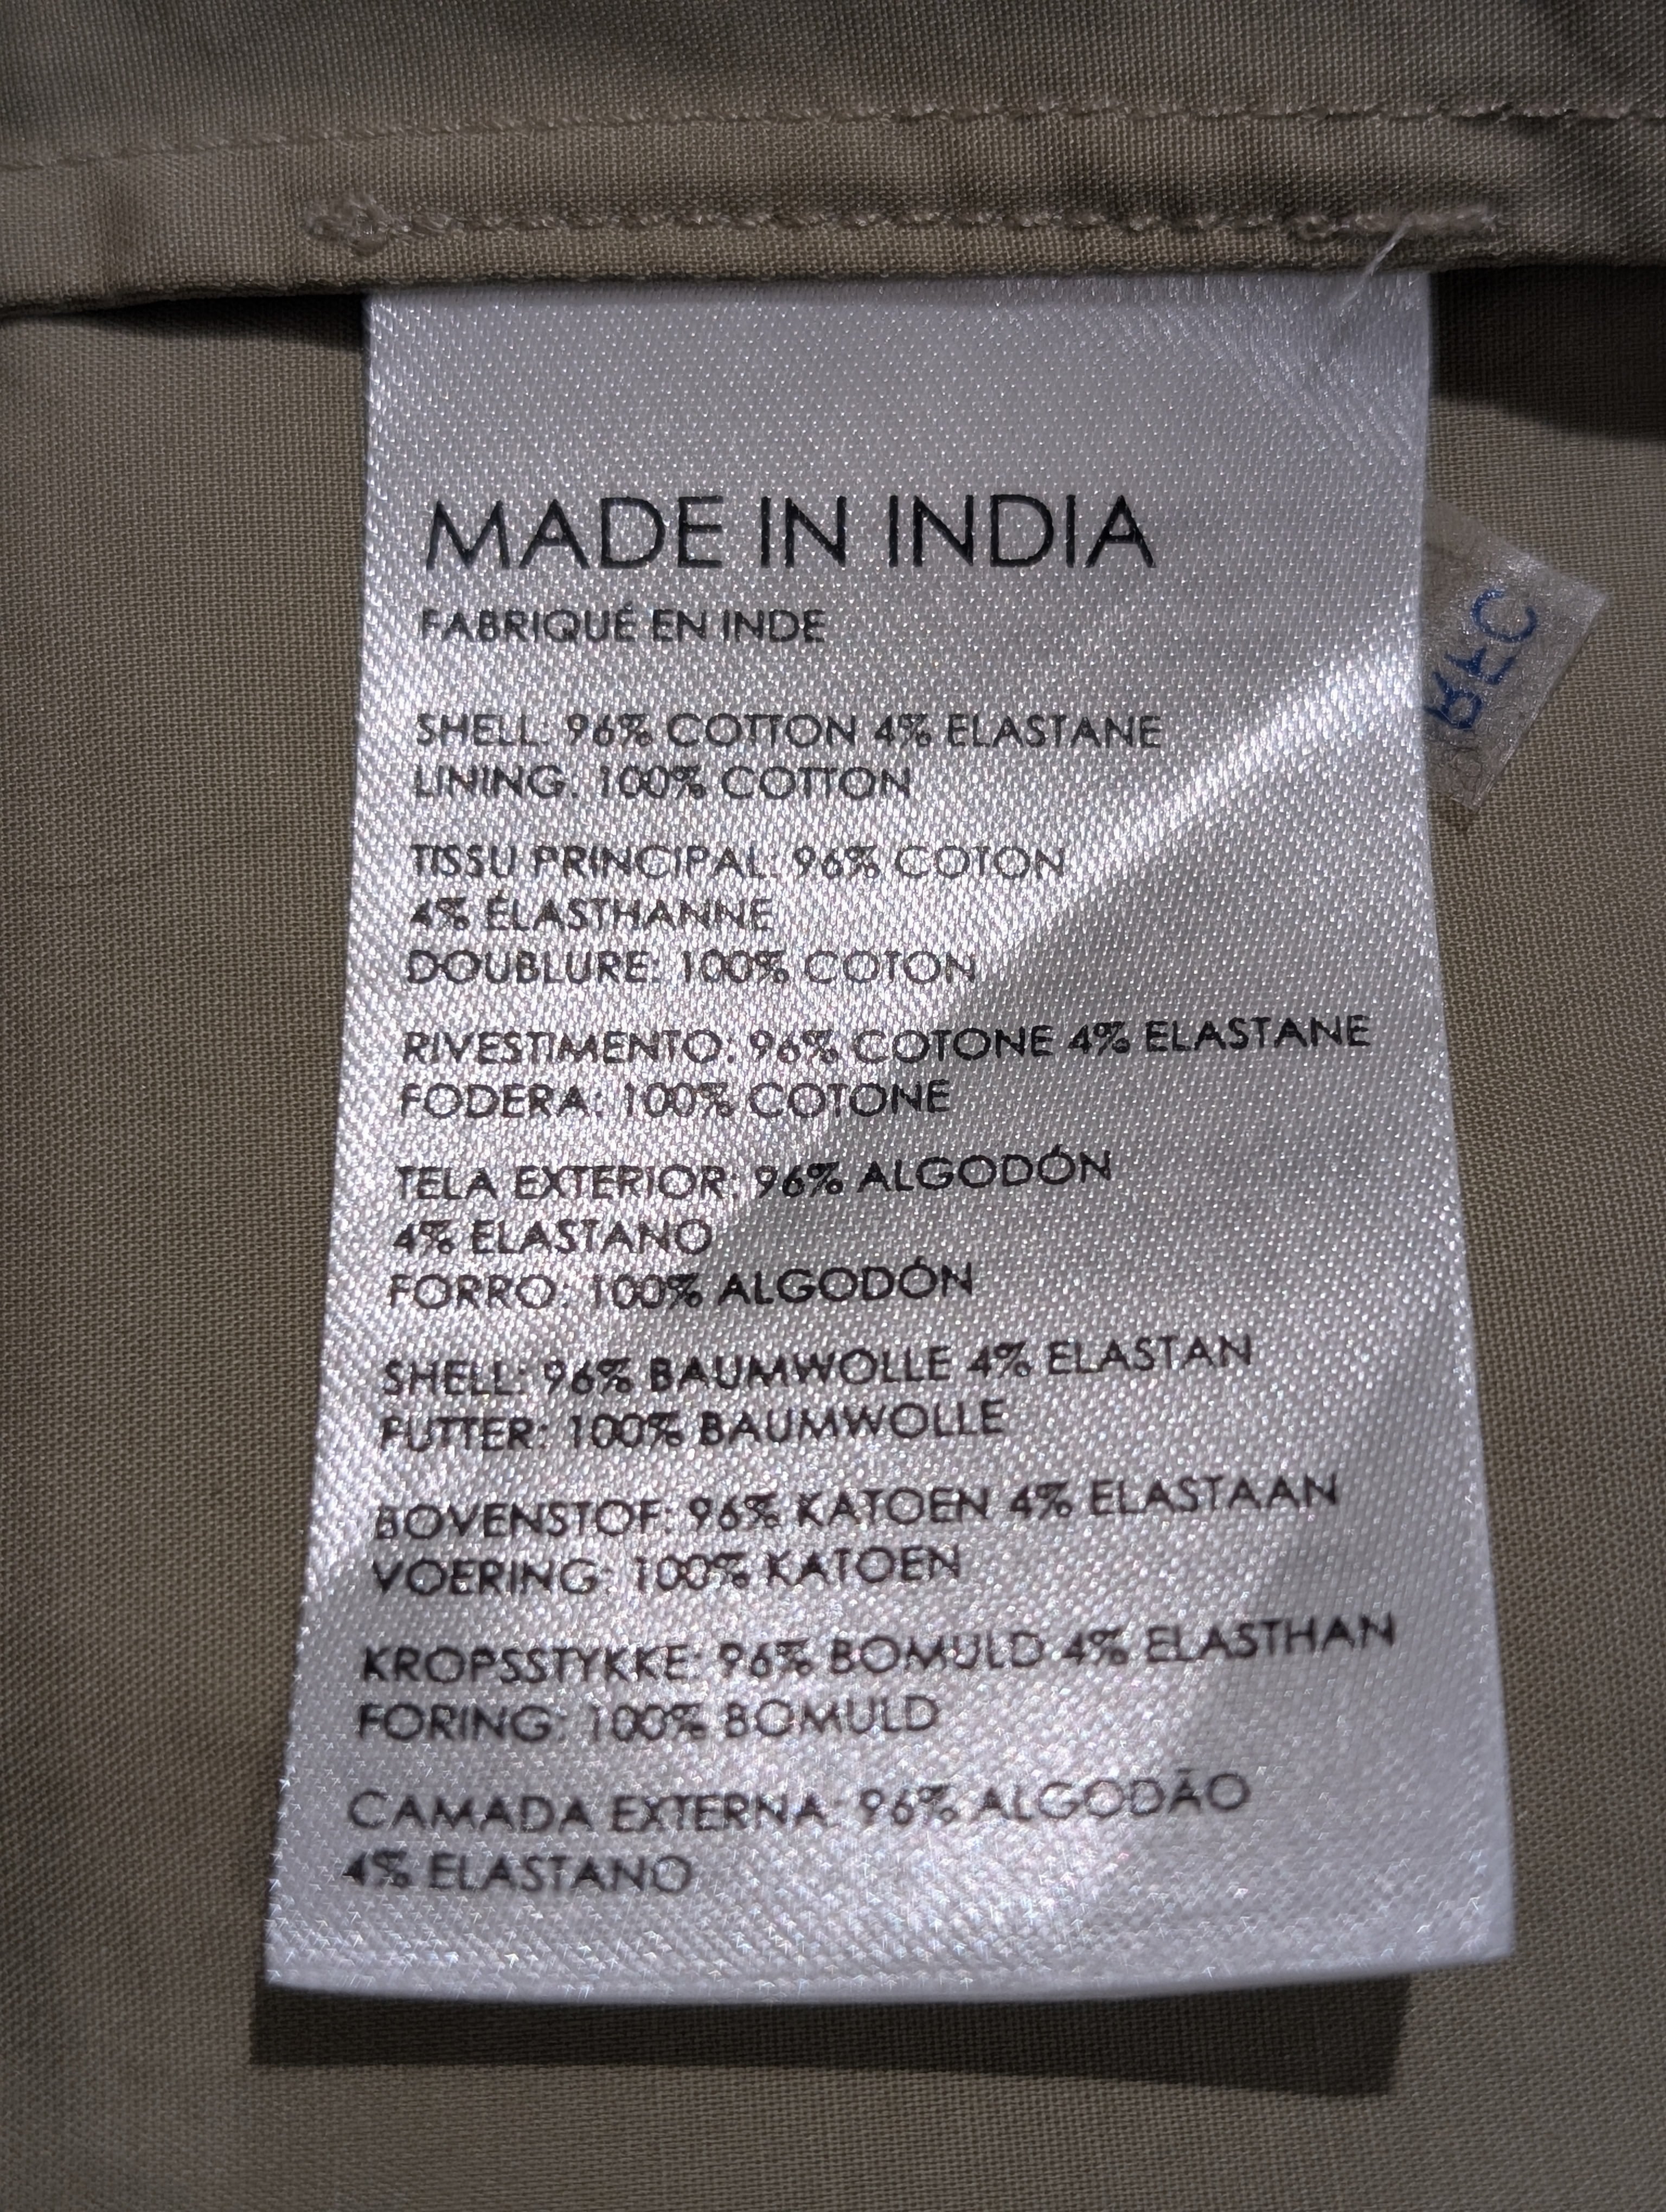 MADE IN INDIA
FABRIQUÉ EN INDE
SHELL: 96% COTTON 4% ELASTANE
LINING: 100% COTTON
TISSU PRINCIPAL: 96% COTON
4% ÉLASTHANNE
DOUBLURE: 100% COTON
RIVESTIMENTO: 96% COTONE 4% ELASTANE
FODERA: 100% COTONE
TELA EXTERIOR: 96% ALGODÓN
4% ELASTANO
FORRO: 100% ALGODÓN
SHELL: 96% BAUMWOLLE 4% ELASTAN
FUTTER: 100% BAUMWOLLE
BOVENSTOF: 96% KATOEN 4% ELASTAAN
VOERING: 100% KATOEN
KROPSSTYKKE: 96% BOMULD 4% ELASTHAN
FORING: 100% BOMULD
CAMADA EXTERNA: 96% ALGODÃO
4% ELASTANO